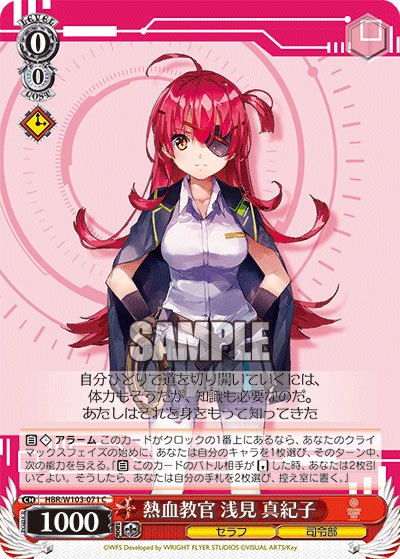 LEVEL
0
0
COST
SAMPLE
自分ひとりで道を切り開いていくには、
体力もそうだが、知識も必要なのだ。
あたしはそれを身をもって知ってきた
アラーム このカードがクロックの1番上にあるなら、あなたのクライ
マックスフェイズの始めに、あなたは自分のキャラを1枚選び、そのターン中、
次の能力を与える。『 このカードのバトル相手が した時、あなたは2枚引
いてよい。そうしたら、あなたは自分の手札を2枚選び、控え室に置く。』
CH HBR/W103-071 C
1000
熱血教官 浅見 真紀子
セラフ 司令部
©WFS Developed by WRIGHT FLYER STUDIOS ©VISUAL ARTS/Key